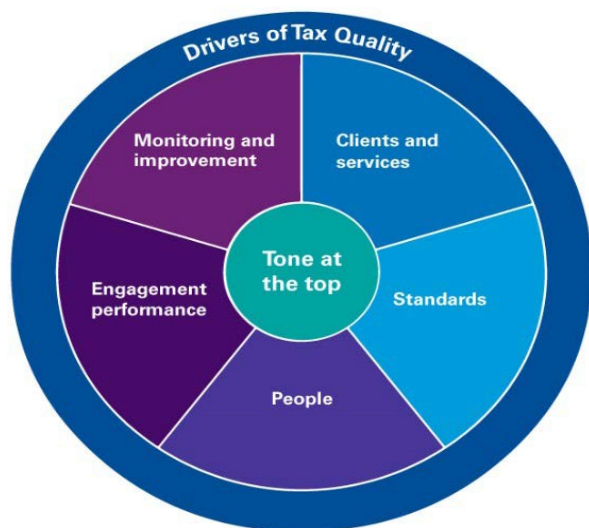 Drivers of Tax Quality
Monitoring and
improvement
Clients and
services
Tone at
the top
Engagement
performance
Standards
People